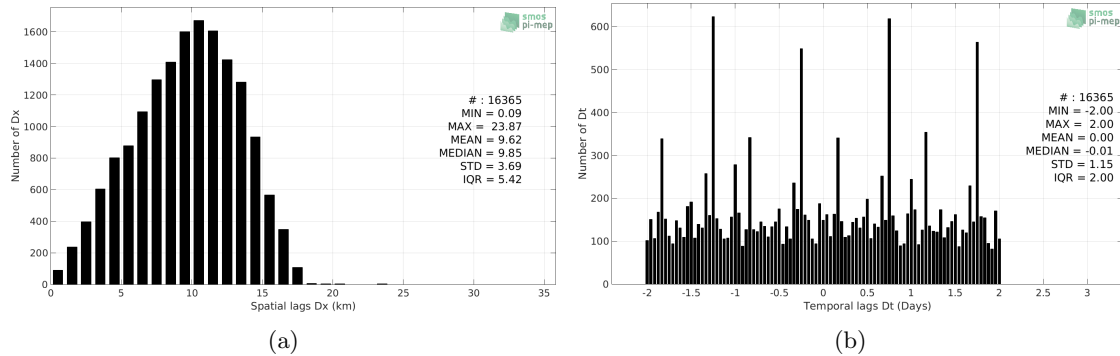 smos
pi-mep
Number of Dx
1600
1400
1200
1000
800
600
400
200
0
# : 16365
MIN = 0.09
MAX = 23.87
MEAN = 9.62
MEDIAN = 9.85
STD = 3.69
IQR = 5.42
0 5 10 15 20 25 30 35
Spatial lags Dx (km)
(a)
smos
pi-mep
Number of Dt
600
500
400
300
200
100
0
# : 16365
MIN = -2.00
MAX = 2.00
MEAN = 0.00
MEDIAN = -0.01
STD = 1.15
IQR = 2.00
-2 -1.5 -1 -0.5 0 0.5 1 1.5 2 2.5 3
Temporal lags Dt (Days)
(b)